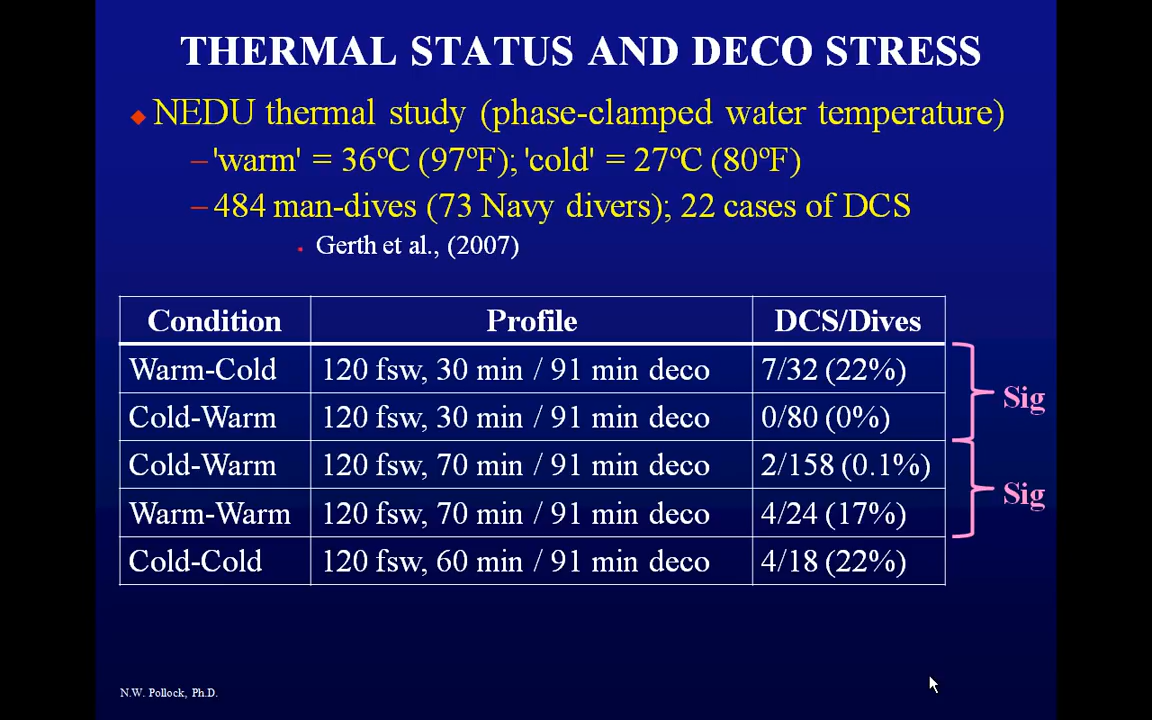 THERMAL STATUS AND DECO STRESS
NEDU thermal study (phase-clamped water temperature)
–'warm' = 36ºC (97ºF); 'cold' = 27ºC (80ºF)
–484 man-dives (73 Navy divers); 22 cases of DCS
Gerth et al., (2007)
Condition Profile DCS/Dives
Warm-Cold 120 fsw, 30 min / 91 min deco 7/32 (22%)
Sig
Cold-Warm 120 fsw, 30 min / 91 min deco 0/80 (0%)
Cold-Warm 120 fsw, 70 min / 91 min deco 2/158 (0.1%)
Sig
Warm-Warm 120 fsw, 70 min / 91 min deco 4/24 (17%)
Cold-Cold 120 fsw, 60 min / 91 min deco 4/18 (22%)
N.W. Pollock, Ph.D.